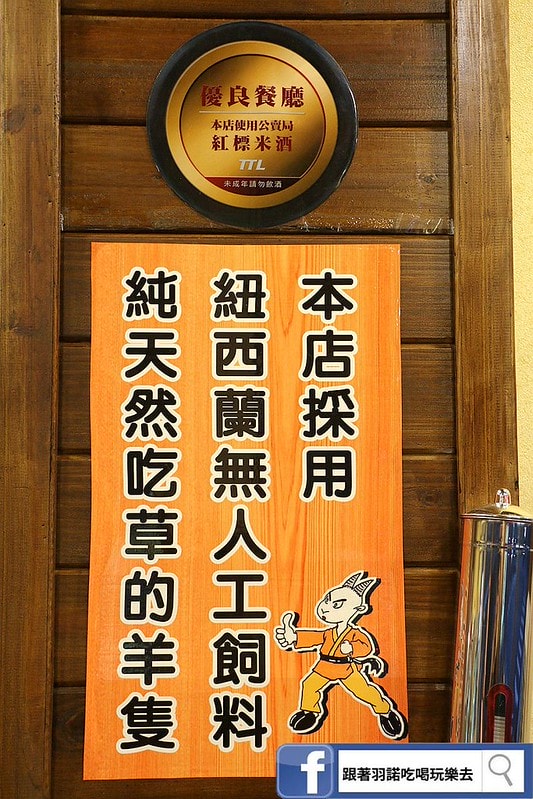 優良餐廳
本店使用公賣局
紅標米酒
TTL
未成年請勿飲酒
本店採用
紐西蘭無人工飼料
純天然吃草的羊隻
f
跟著羽諾吃喝玩樂去